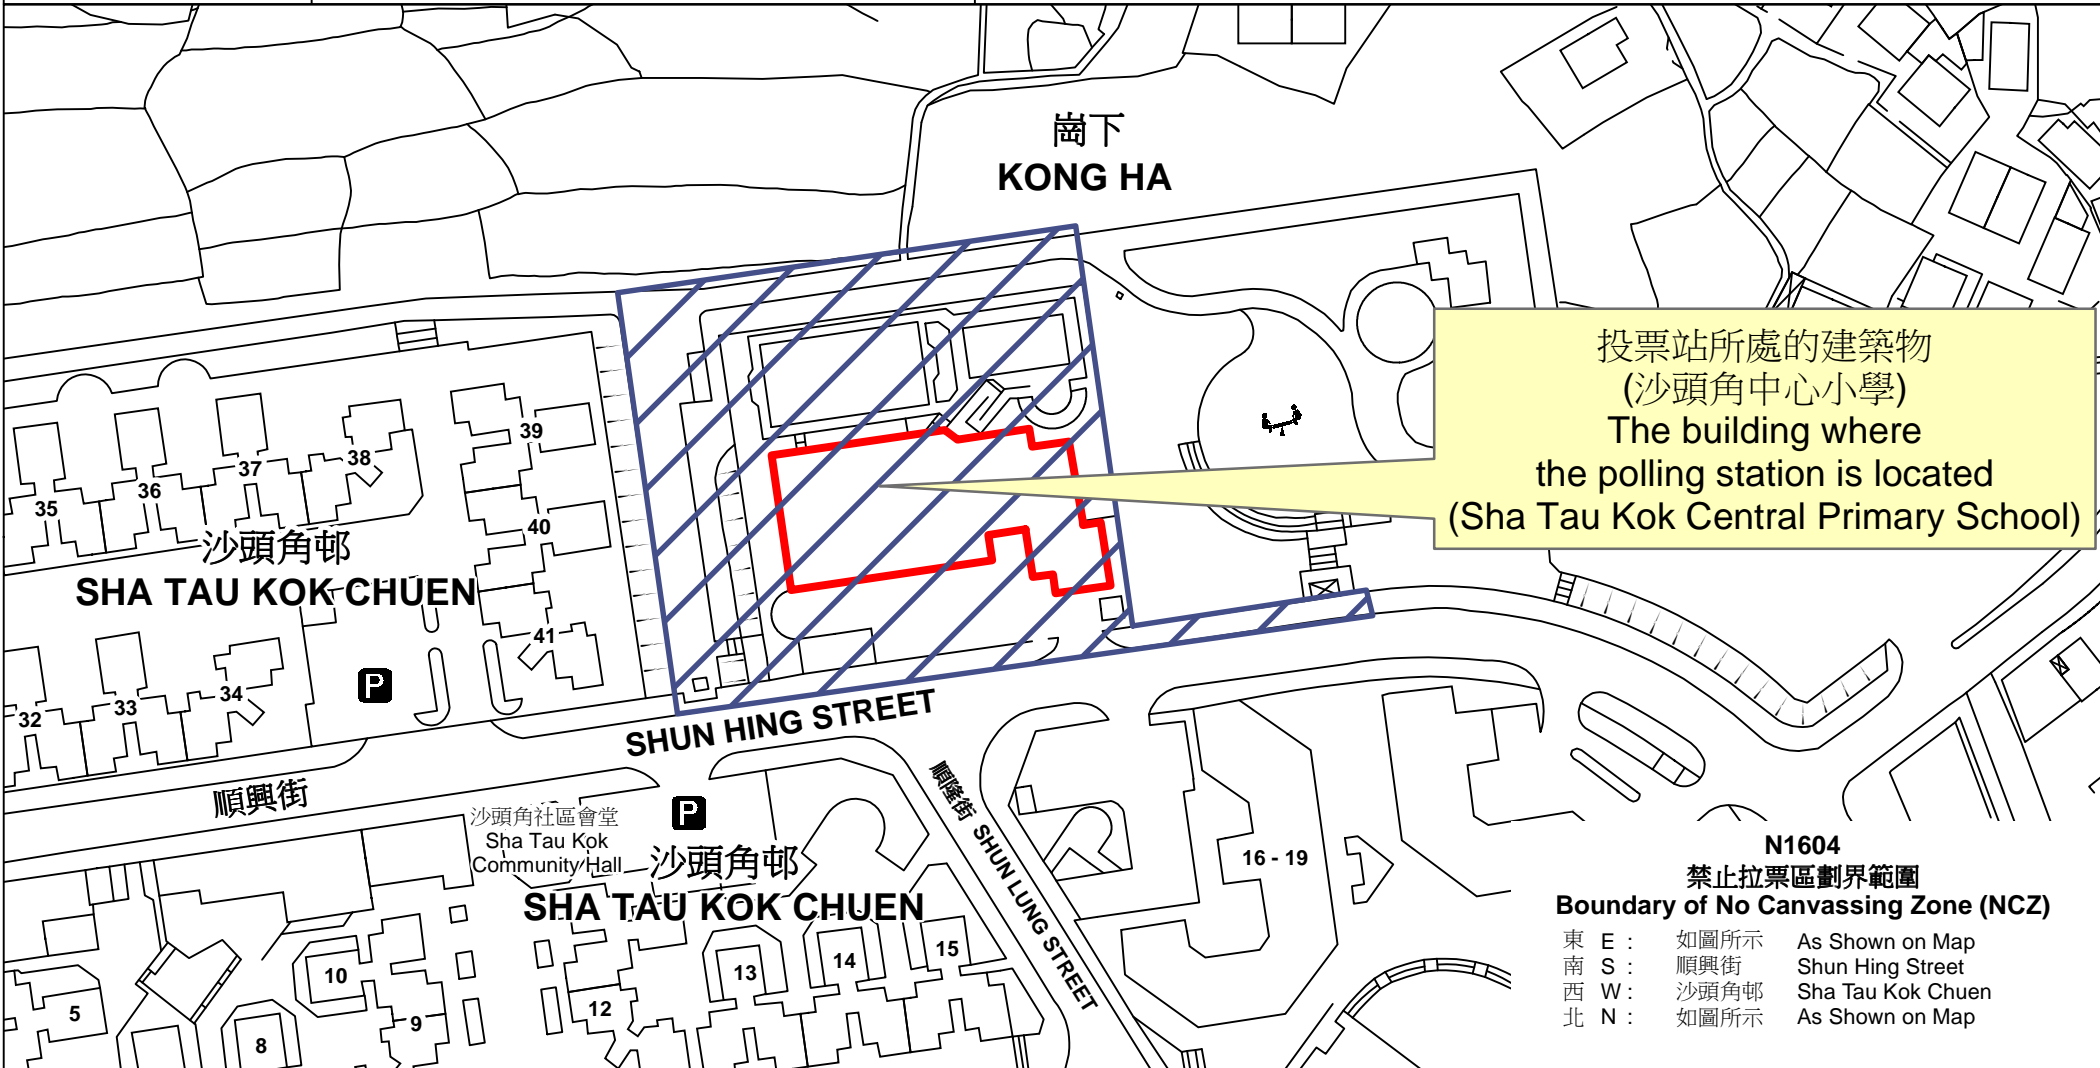 崗下
KONG HA
投票站所處的建築物
(沙頭角中心小學)
The building where
the polling station is located
(Sha Tau Kok Central Primary School)
39
38
37
36
35
40
沙頭角邨
SHA TAU KOK CHUEN
41
34
33
32
P
SHUN HING STREET
順興街
沙頭角社區會堂
Sha Tau Kok
Community Hall
P
沙頭角邨
SHA TAU KOK CHUEN
順隆街 SHUN LUNG STREET
16 - 19
15
14
13
12
10
9
8
5
N1604
禁止拉票區劃界範圍
Boundary of No Canvassing Zone (NCZ)
東 E : 如圖所示 As Shown on Map
南 S : 順興街 Shun Hing Street
西 W : 沙頭角邨 Sha Tau Kok Chuen
北 N : 如圖所示 As Shown on Map